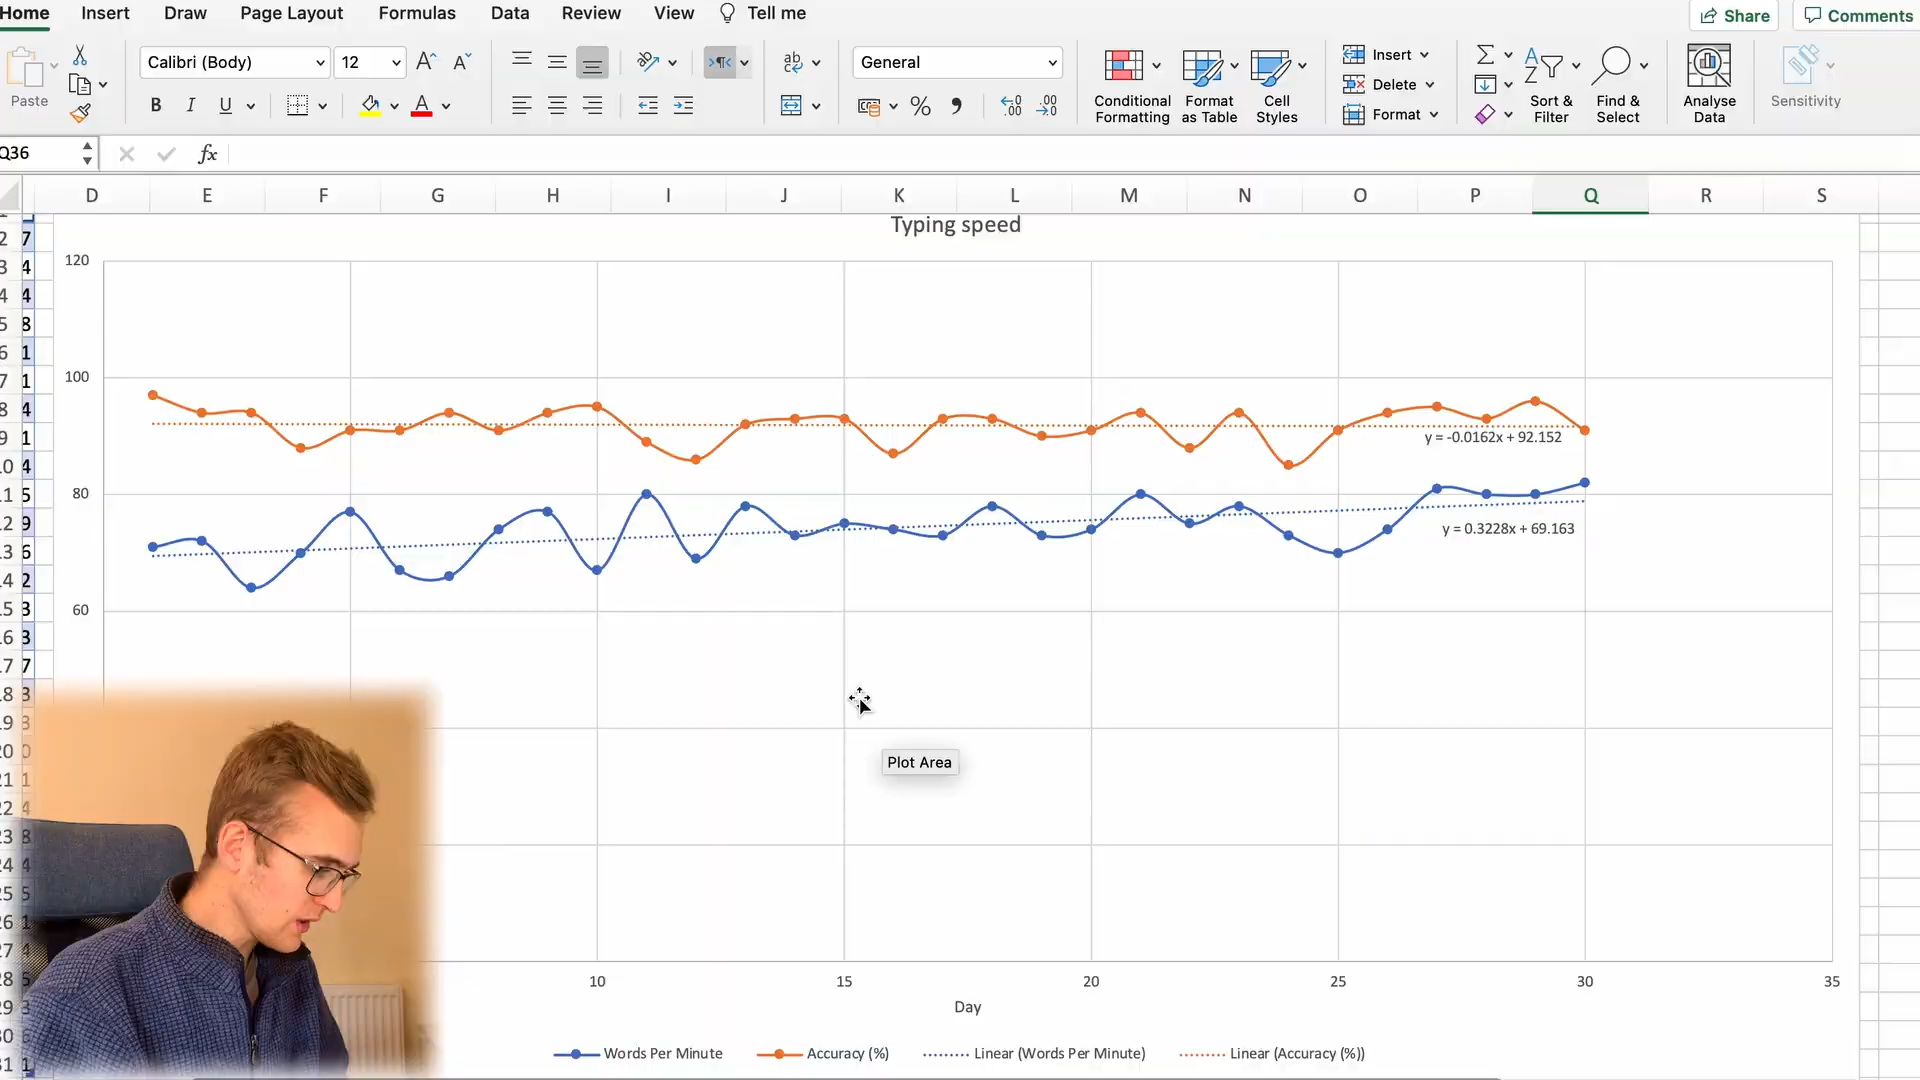 Home Insert Draw Page Layout Formulas Data Review View Tell me Share Comments
Calibri (Body) 12 General Insert
Delete
Format
Paste B I U Conditional Formatting Format as Table Cell Styles Sort & Filter Find & Select Analyse Data Sensitivity
Q36 fx
D E F G H I J K L M N O P Q R S
Typing speed
120
100
80
60
y = -0.0162x + 92.152
y = 0.3228x + 69.163
Plot Area
10 15 20 25 30 35
Day
Words Per Minute Accuracy (%) Linear (Words Per Minute) Linear (Accuracy (%))